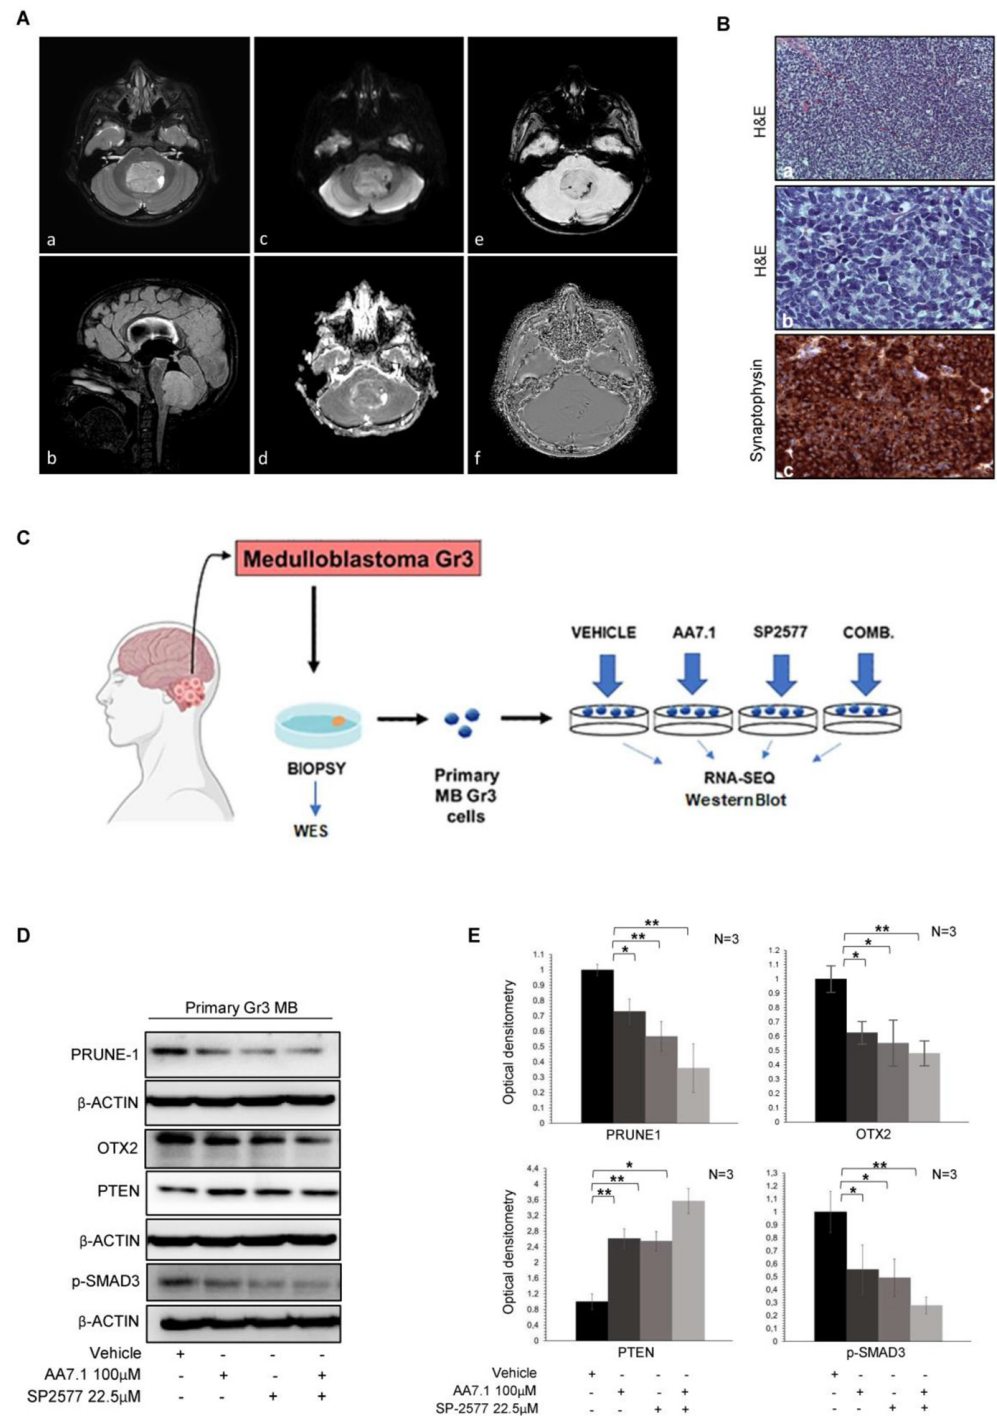 A
a
c
e
b
d
f
B
H&E
a
H&E
b
Synaptophysin
c
C
Medulloblastoma Gr3
VEHICLE AA7.1 SP2577 COMB.
BIOPSY
WES
Primary
MB Gr3
cells
RNA-SEQ
Western Blot
D
Primary Gr3 MB
PRUNE-1
β-ACTIN
OTX2
PTEN
β-ACTIN
p-SMAD3
β-ACTIN
Vehicle + - - -
AA7.1 100µM - + - +
SP2577 22.5µM - - + +
E
Optical densitometry
1.1
1
0.9
0.8
0.7
0.6
0.5
0.4
0.3
0.2
0.1
0
**
**
*
N=3
PRUNE1
1.2
1.1
1
0.9
0.8
0.7
0.6
0.5
0.4
0.3
0.2
0.1
0
**
*
*
N=3
OTX2
Optical densitometry
4,4
4
3,6
3,2
2,8
2,4
2
1.6
1.2
0.8
0,4
0
*
**
**
N=3
PTEN
1,3
1,2
1,1
1
0,9
0,8
0,7
0,6
0,5
0,4
0,3
0,2
0,1
0
**
*
*
N=3
p-SMAD3
Vehicle + - - - + - - -
AA7.1 100µM - + - + - + - +
SP-2577 22.5µM - - + + - - + +